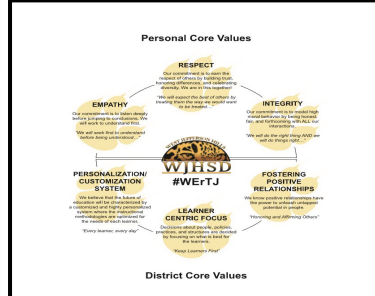 Personal Core Values
RESPECT
Our commitment is to earn the
respect of others by building trust,
honoring differences, and celebrating
diversity. We are in this together!
"We will expect the best of others by
treating them the way we would want
to be treated."
EMPATHY
Our commitment is to listen deeply
before jumping to conclusions. We
will work to understand first.
"We will seek first to understand
before being understood..."
INTEGRITY
Our commitment is to model high
moral behavior by being honest,
fair, and forthcoming with ALL our
interactions.
"We will do the right thing AND we
will do things right..."
WEST JEFFERSON HILLS
WJHSD
#WErTJ
PERSONALIZATION/
CUSTOMIZATION
SYSTEM
We believe that the future of
education will be characterized by
a customized and highly personalized
system where the instructional
methodologies are optimized for
the needs of each learner.
"Every learner, every day"
FOSTERING
POSITIVE
RELATIONSHIPS
We know positive relationships have
the power to unleash untapped
potential in people.
"Honoring and Affirming Others"
LEARNER
CENTRIC FOCUS
Decisions about people, policies,
practices, and structures are decided
by focusing on what is best for
the learners.
"Keep Learners First"
District Core Values